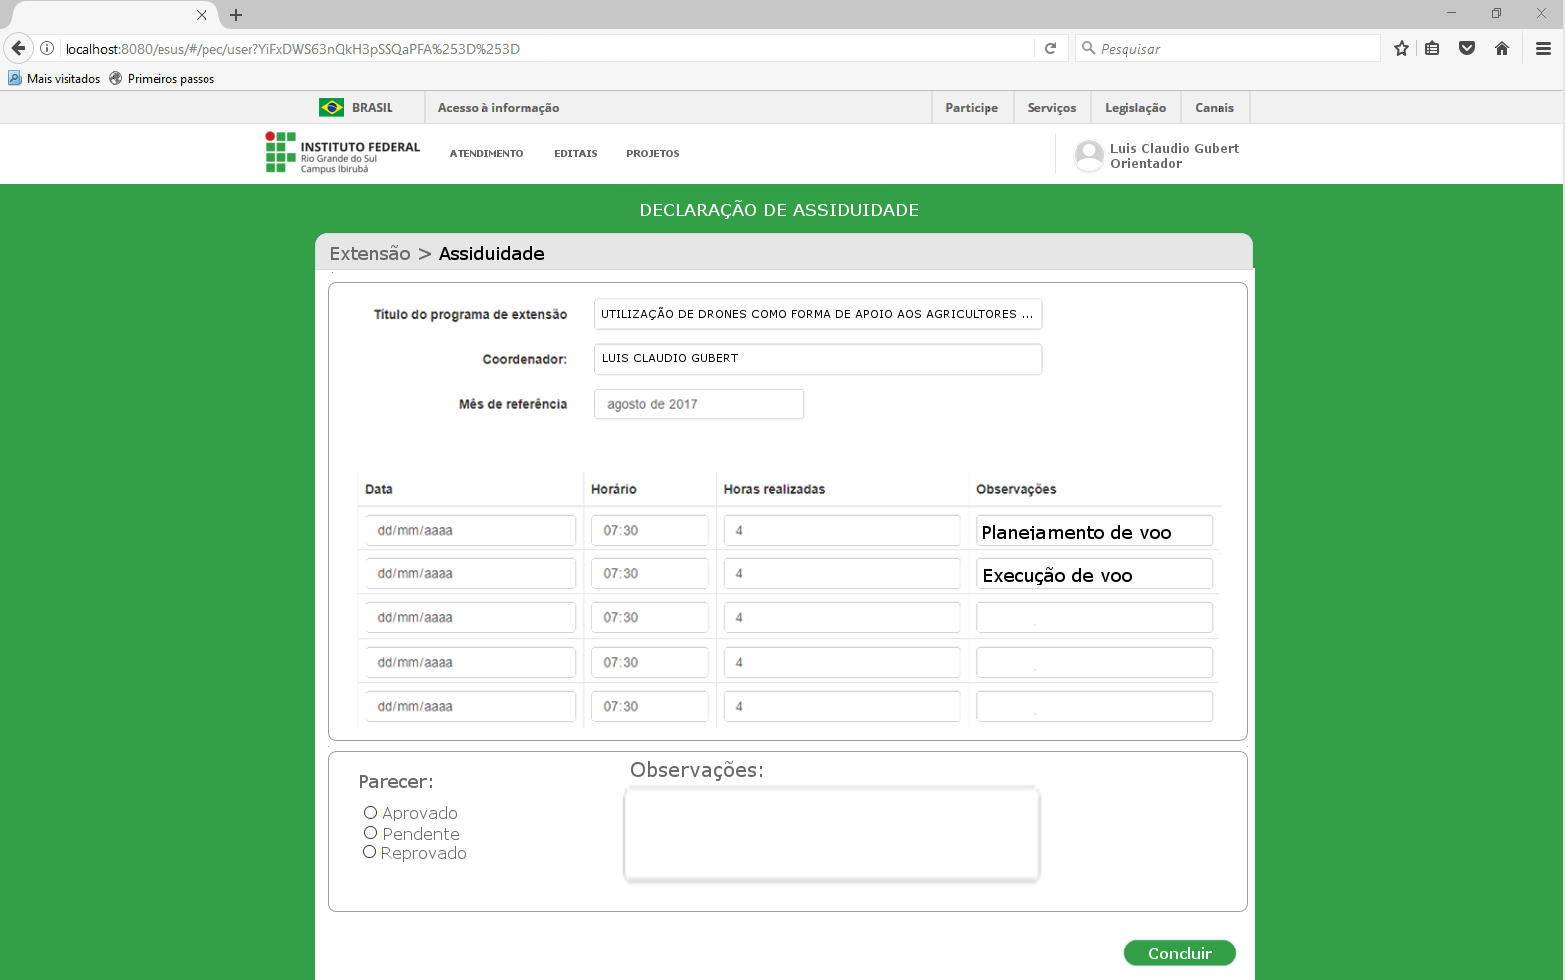 localhost:8080/esus/#/pec/user?YiFxDWS63nQkH3pSSQaPFA%253D%253D
Pesquisar
Mais visitados Primeiros passos
BRASIL Acesso à informação Participe Serviços Legislação Canais
INSTITUTO FEDERAL
Rio Grande do Sul
Campus Ibirubá
ATENDIMENTO EDITAIS PROJETOS
Luis Claudio Gubert
Orientador
DECLARAÇÃO DE ASSIDUIDADE
Extensão > Assiduidade
Título do programa de extensão UTILIZAÇÃO DE DRONES COMO FORMA DE APOIO AOS AGRICULTORES ...
Coordenador: LUIS CLAUDIO GUBERT
Mês de referência agosto de 2017
Data Horário Horas realizadas Observações
dd/mm/aaaa 07:30 4 Planejamento de voo
dd/mm/aaaa 07:30 4 Execução de voo
dd/mm/aaaa 07:30 4
dd/mm/aaaa 07:30 4
dd/mm/aaaa 07:30 4
Parecer:
Aprovado
Pendente
Reprovado
Observações:
Concluir